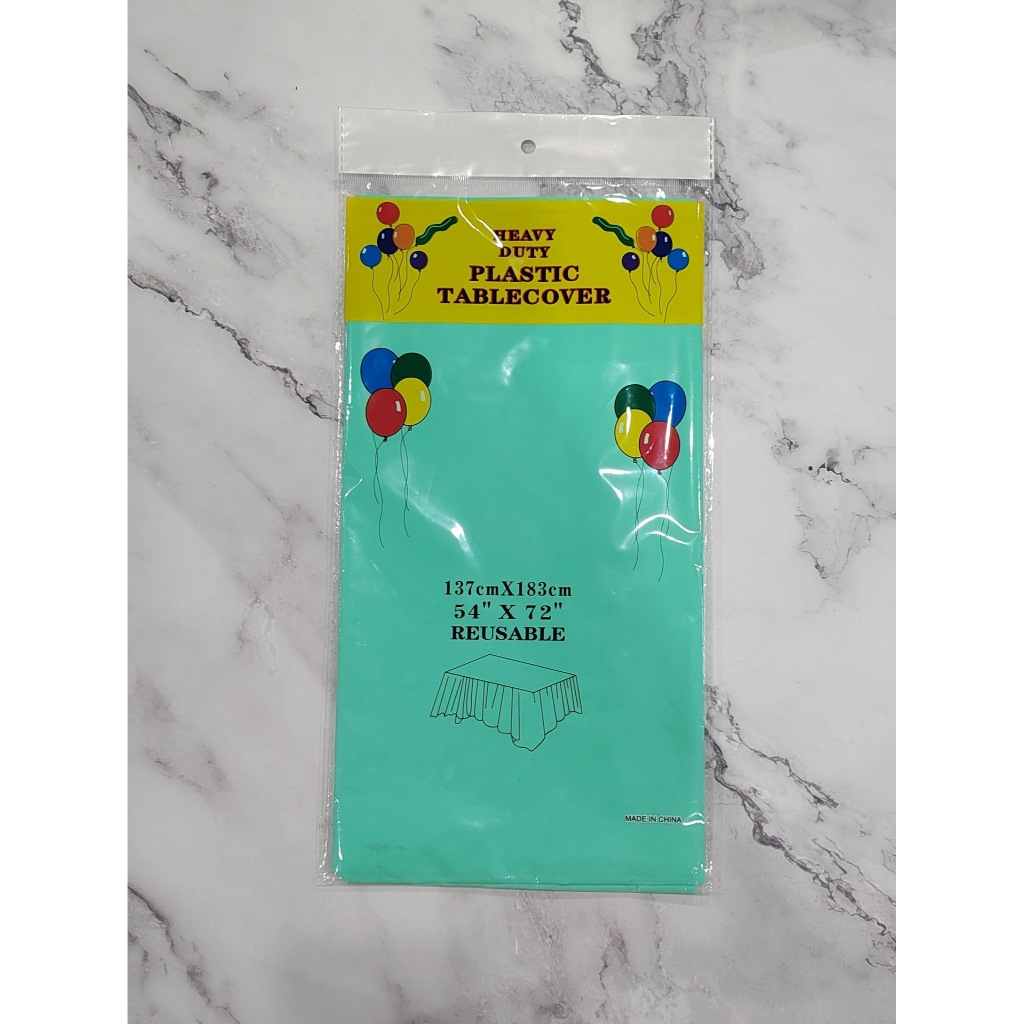 HEAVY
DUTY
PLASTIC
TABLECOVER
137cmX183cm
54" X 72"
REUSABLE
MADE IN CHINA